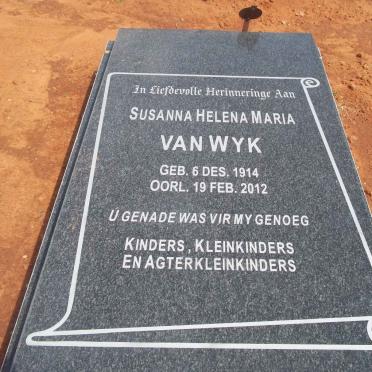 In Liefdevolle Herinneringe Aan
SUSANNA HELENA MARIA
VAN WYK
GEB. 6 DES. 1914
OORL. 19 FEB. 2012
U GENADE WAS VIR MY GENOEG
KINDERS, KLEINKINDERS
EN AGTERKLEINKINDERS